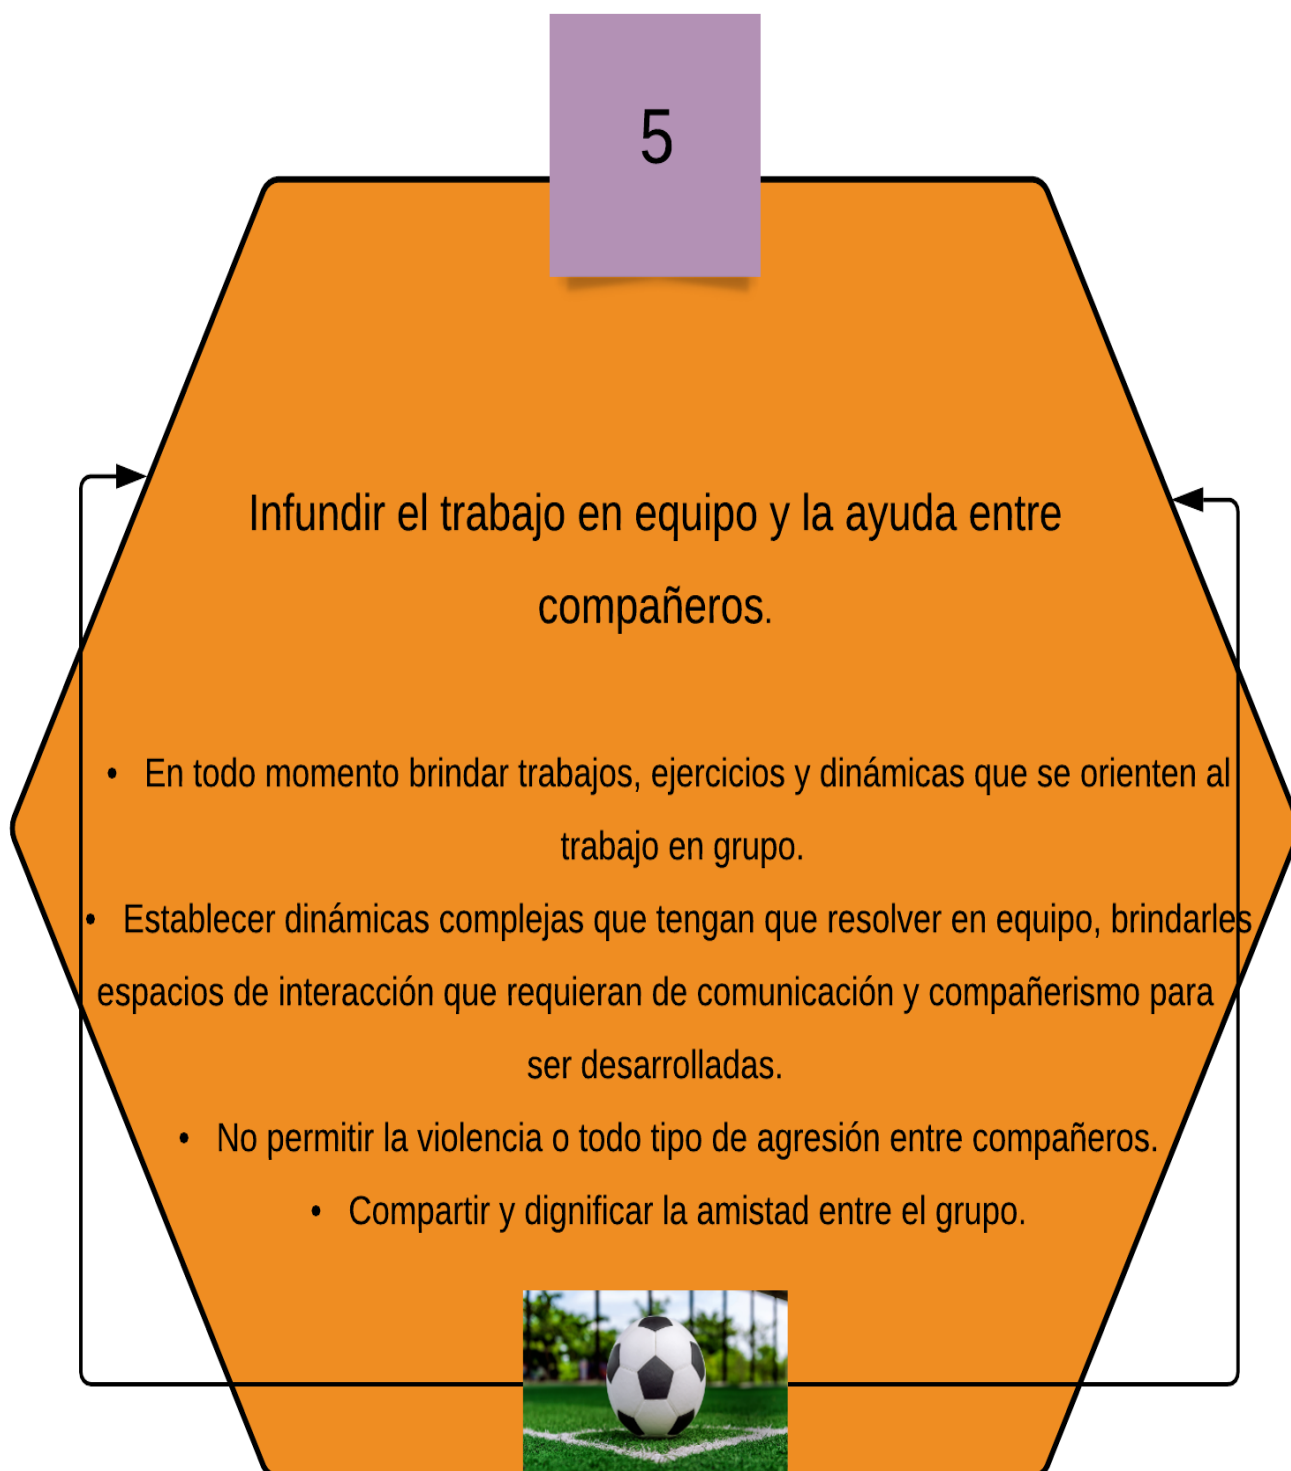 5
Infundir el trabajo en equipo y la ayuda entre
compañeros.
• En todo momento brindar trabajos, ejercicios y dinámicas que se orienten al
trabajo en grupo.
• Establecer dinámicas complejas que tengan que resolver en equipo, brindarles
espacios de interacción que requieran de comunicación y compañerismo para
ser desarrolladas.
• No permitir la violencia o todo tipo de agresión entre compañeros.
• Compartir y dignificar la amistad entre el grupo.